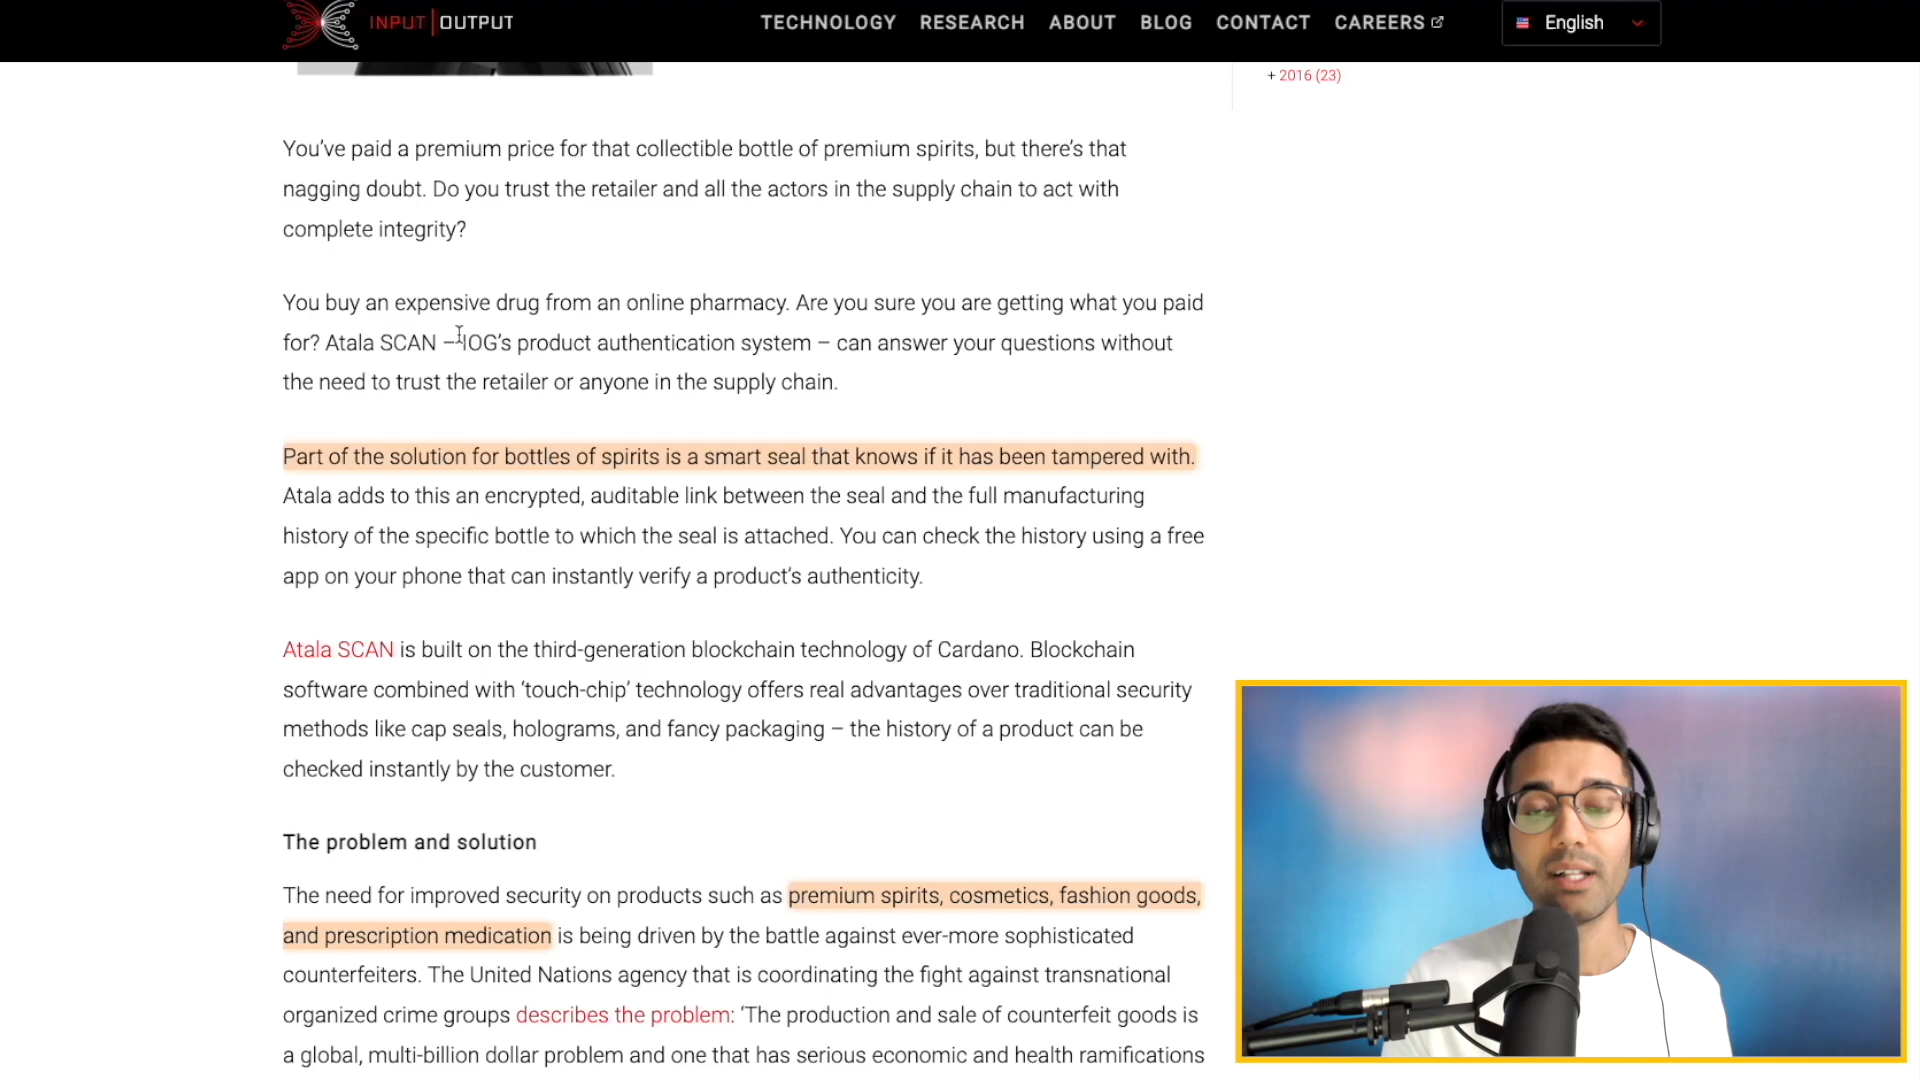 INPUT|OUTPUT
TECHNOLOGY RESEARCH ABOUT BLOG CONTACT CAREERS
English
+ 2016 (23)
You’ve paid a premium price for that collectible bottle of premium spirits, but there’s that
nagging doubt. Do you trust the retailer and all the actors in the supply chain to act with
complete integrity?
You buy an expensive drug from an online pharmacy. Are you sure you are getting what you paid
for? Atala SCAN – IOG’s product authentication system – can answer your questions without
the need to trust the retailer or anyone in the supply chain.
Part of the solution for bottles of spirits is a smart seal that knows if it has been tampered with.
Atala adds to this an encrypted, auditable link between the seal and the full manufacturing
history of the specific bottle to which the seal is attached. You can check the history using a free
app on your phone that can instantly verify a product’s authenticity.
Atala SCAN is built on the third-generation blockchain technology of Cardano. Blockchain
software combined with ‘touch-chip’ technology offers real advantages over traditional security
methods like cap seals, holograms, and fancy packaging – the history of a product can be
checked instantly by the customer.
The problem and solution
The need for improved security on products such as premium spirits, cosmetics, fashion goods,
and prescription medication is being driven by the battle against ever-more sophisticated
counterfeiters. The United Nations agency that is coordinating the fight against transnational
organized crime groups describes the problem: ‘The production and sale of counterfeit goods is
a global, multi-billion dollar problem and one that has serious economic and health ramifications